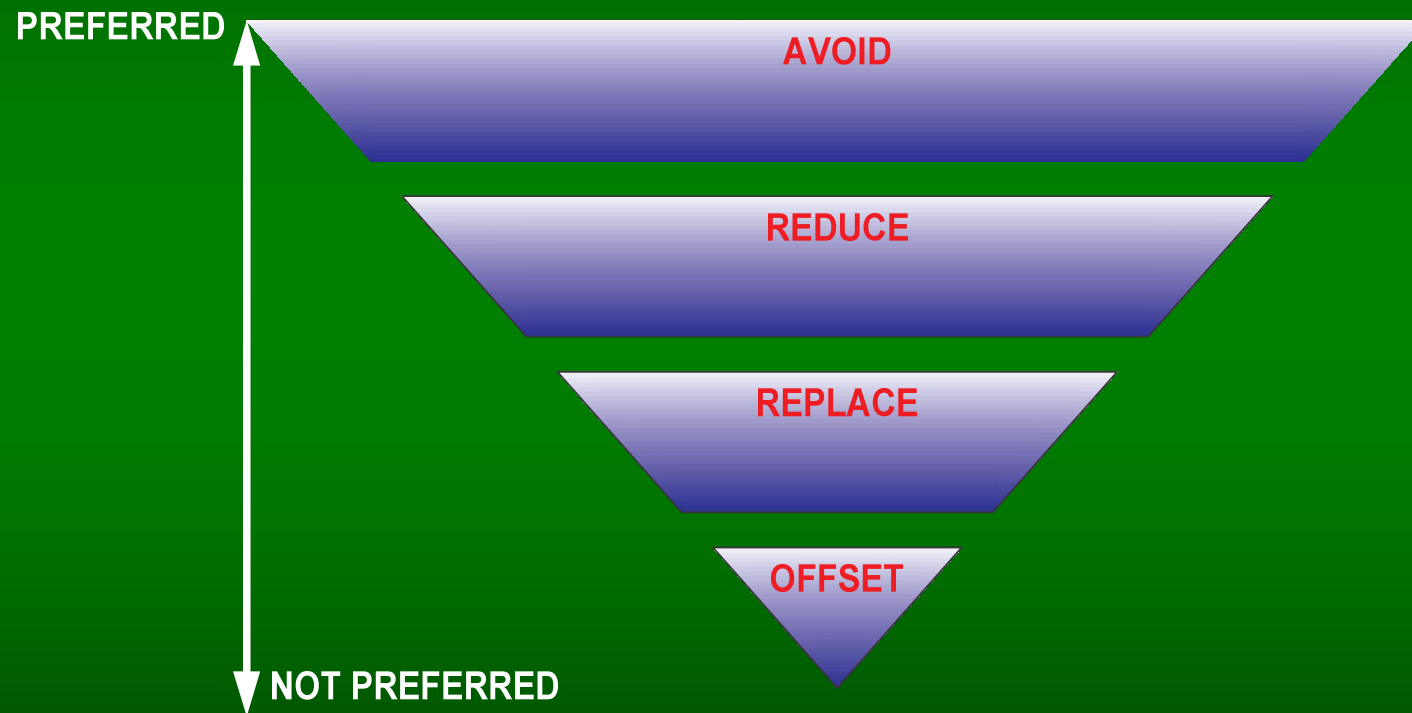 PREFERRED
AVOID
REDUCE
REPLACE
OFFSET
NOT PREFERRED